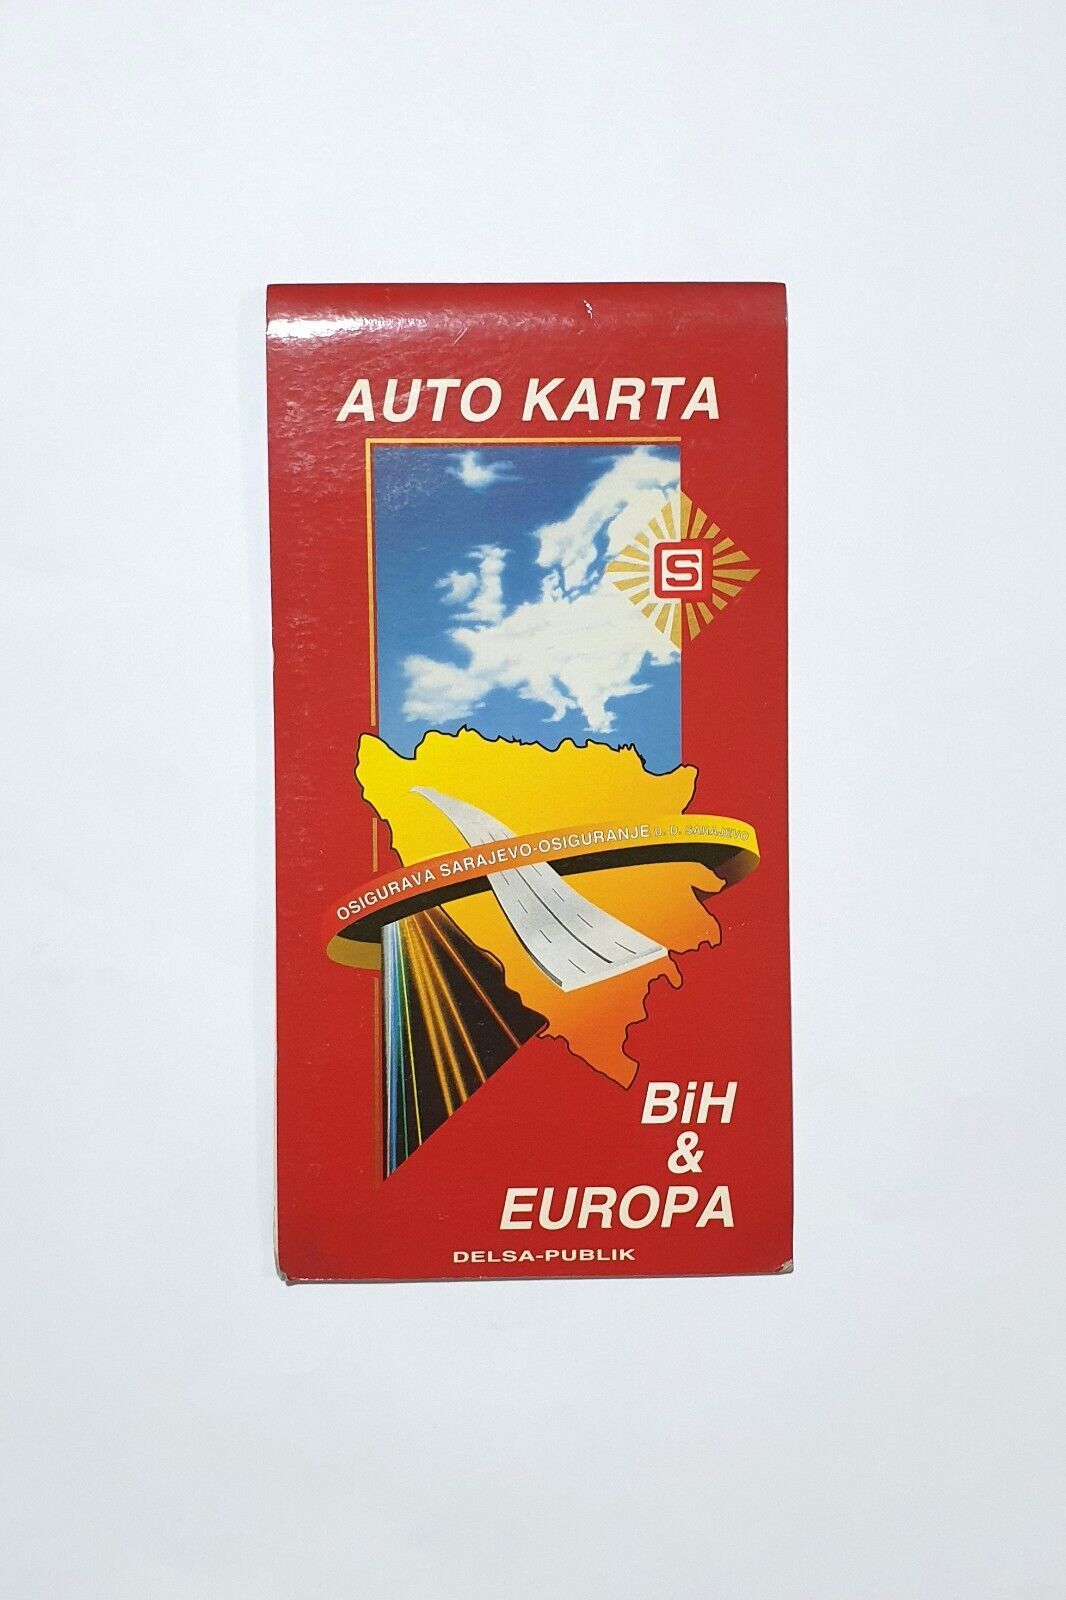 AUTO KARTA
S
OSIGURAVA SARAJEVO-OSIGURANJE D. D. SARAJEVO
BiH
&
EUROPA
DELSA-PUBLIK